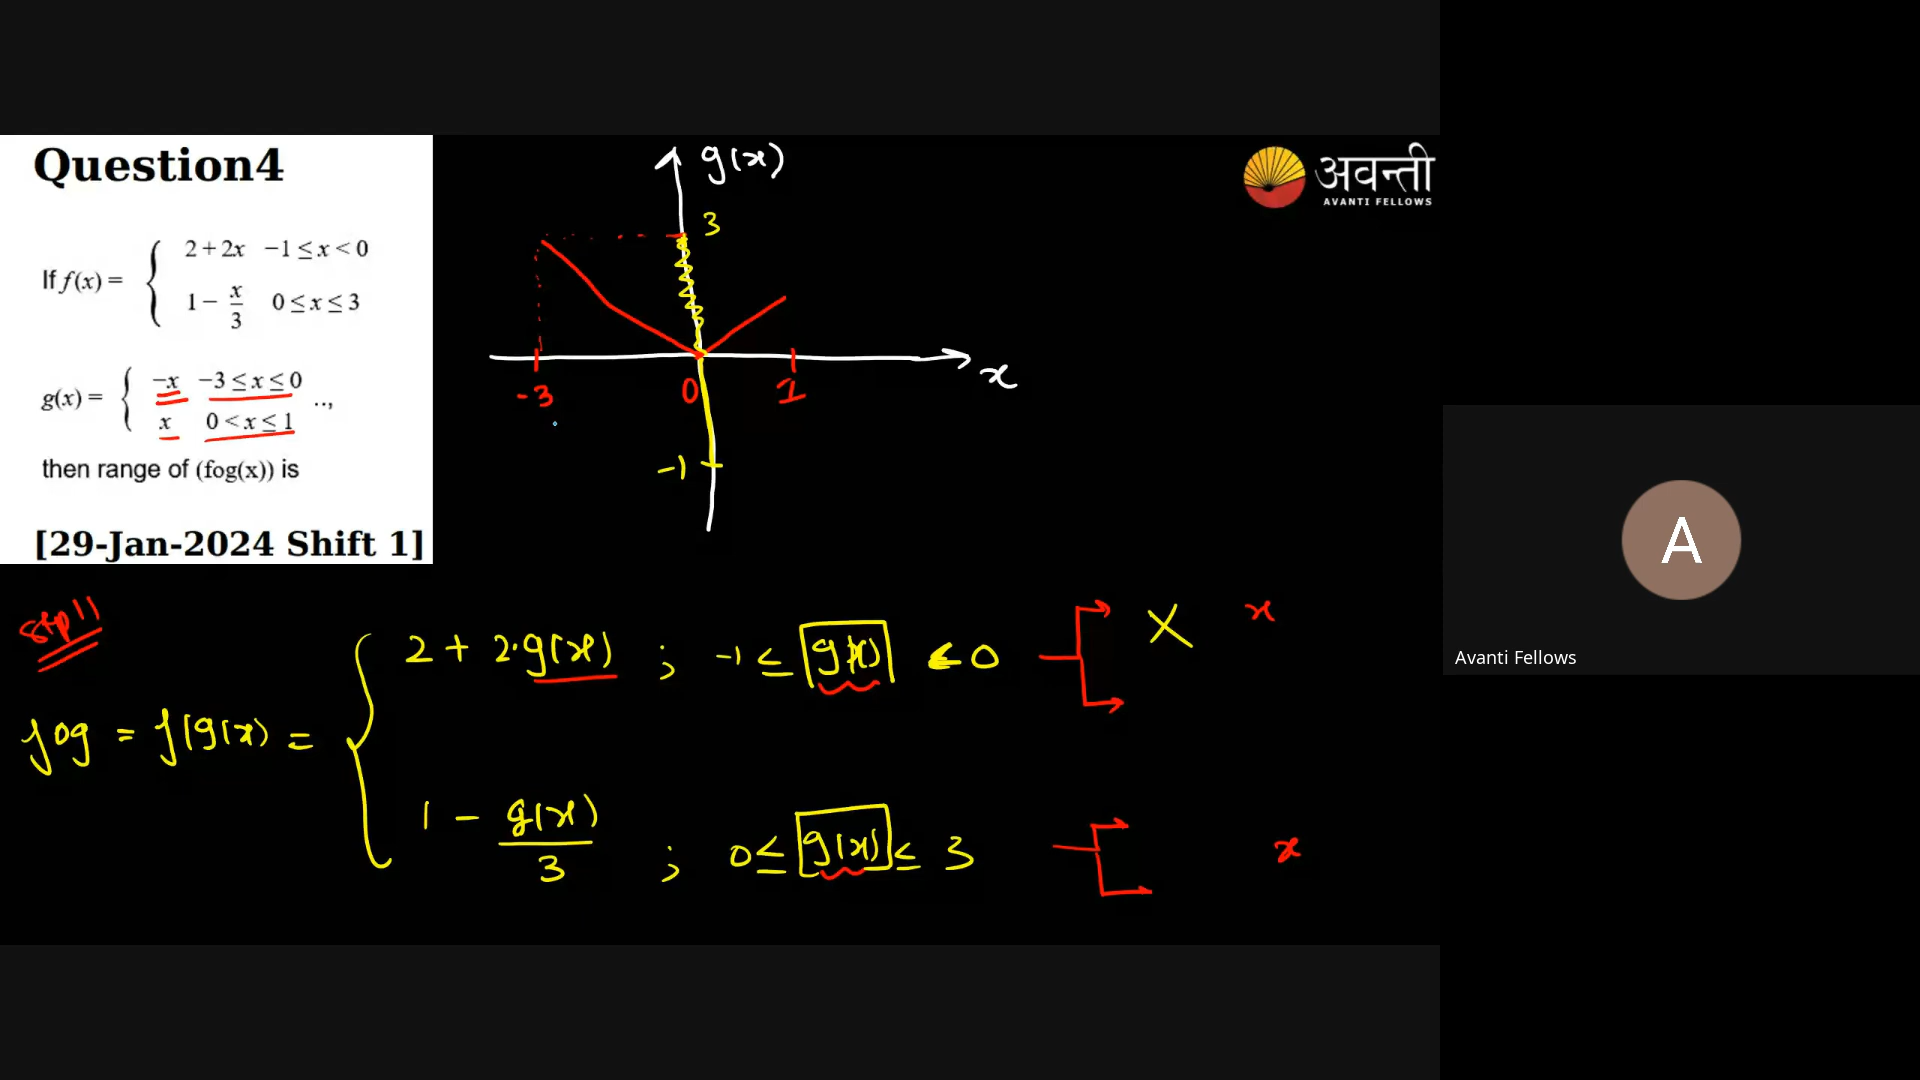 Question4
If f(x) = { 2 + 2x −1 ≤ x < 0
1 − x/3 0 ≤ x ≤ 3
g(x) = { −x −3 ≤ x ≤ 0
x 0 < x ≤ 1 ..,
then range of (fog(x)) is
[29-Jan-2024 Shift 1]
g(x)
3
-3 0 1 x
-1
अवन्ती
AVANTI FELLOWS
Step 1
fog = f(g(x)) = { 2 + 2·g(x) ; -1 ≤ g(x) < 0 X x
1 - g(x)/3 ; 0 ≤ g(x) ≤ 3 x
A
Avanti Fellows